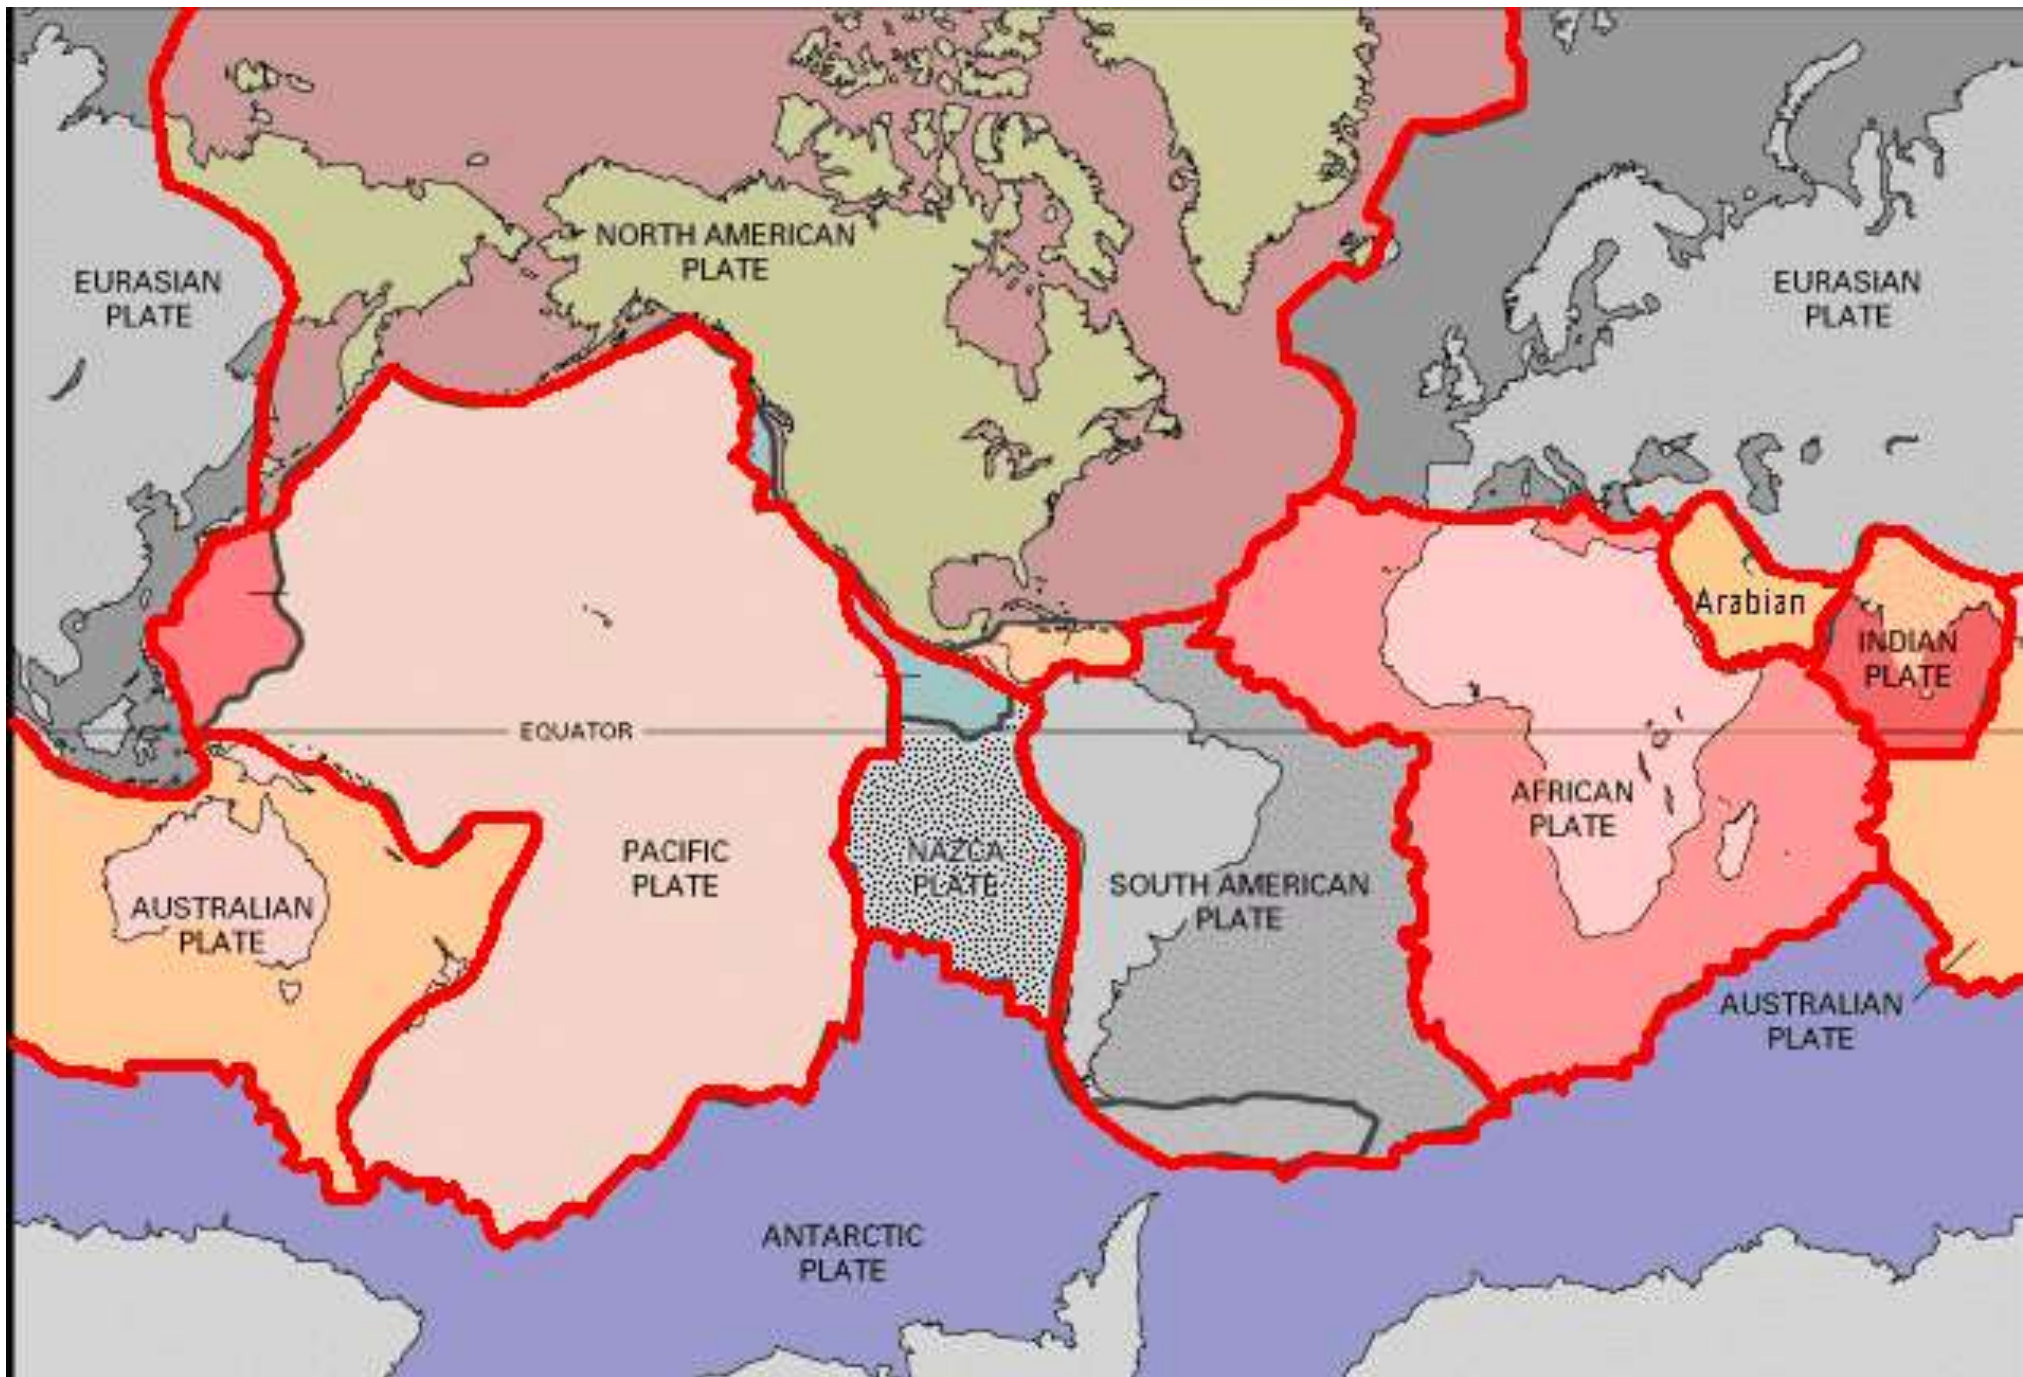 NORTH AMERICAN
PLATE
EURASIAN
PLATE
EURASIAN
PLATE
Arabian
INDIAN
PLATE
EQUATOR
AFRICAN
PLATE
PACIFIC
PLATE
NAZCA
PLATE
SOUTH AMERICAN
PLATE
AUSTRALIAN
PLATE
AUSTRALIAN
PLATE
ANTARCTIC
PLATE